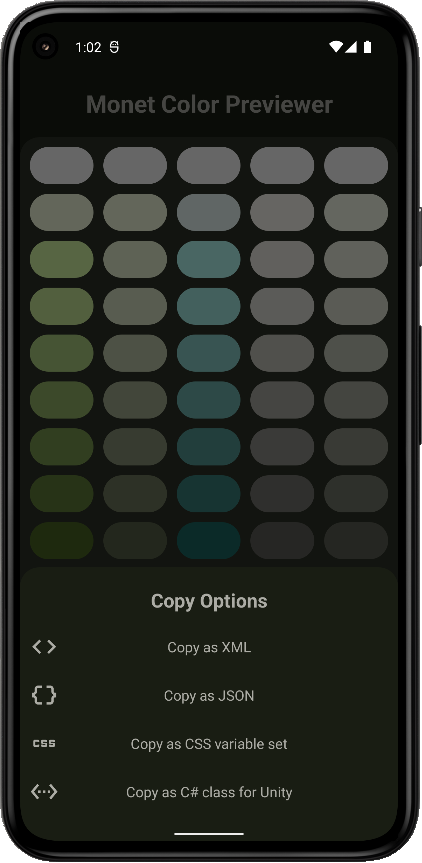 1:02
Monet Color Previewer
Copy Options
Copy as XML
Copy as JSON
css
Copy as CSS variable set
Copy as C# class for Unity